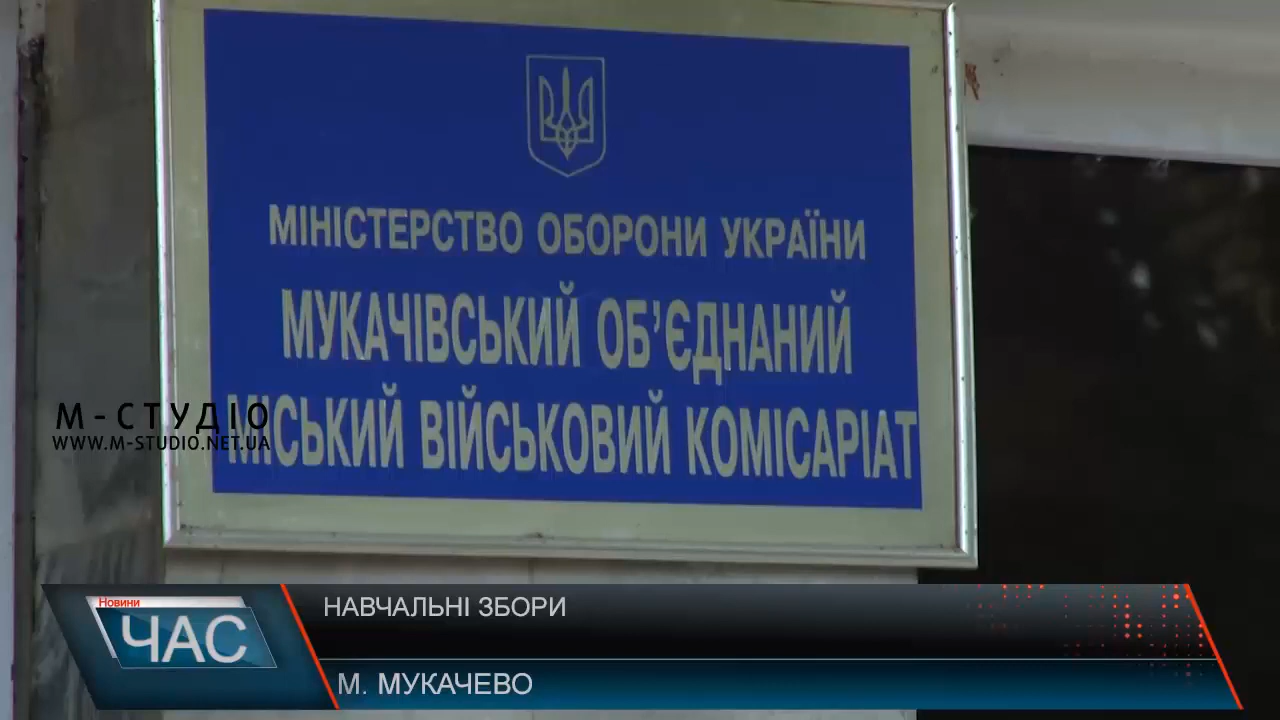 МІНІСТЕРСТВО ОБОРОНИ УКРАЇНИ
МУКАЧІВСЬКИЙ ОБ’ЄДНАНИЙ
МІСЬКИЙ ВІЙСЬКОВИЙ КОМІСАРІАТ
М-СТУДІО
WWW.M-STUDIO.NET.UA
Новини
ЧАС
НАВЧАЛЬНІ ЗБОРИ
М. МУКАЧЕВО